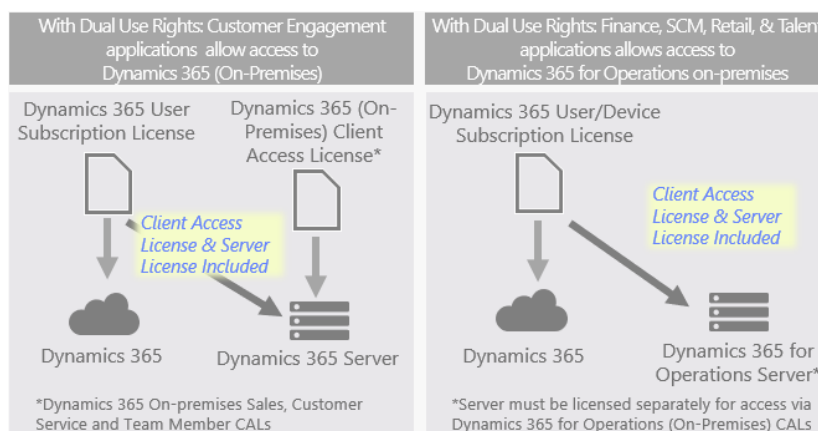 With Dual Use Rights: Customer Engagement
applications allow access to
Dynamics 365 (On-Premises)
Dynamics 365 User
Subscription License
Dynamics 365 (On-
Premises) Client
Access License*
Client Access
License & Server
License Included
Dynamics 365
Dynamics 365 Server
*Dynamics 365 On-premises Sales, Customer
Service and Team Member CALs
With Dual Use Rights: Finance, SCM, Retail, & Talent
applications allows access to
Dynamics 365 for Operations on-premises
Dynamics 365 User/Device
Subscription License
Client Access
License & Server
License Included
Dynamics 365
Dynamics 365 for
Operations Server*
*Server must be licensed separately for access via
Dynamics 365 for Operations (On-Premises) CALs